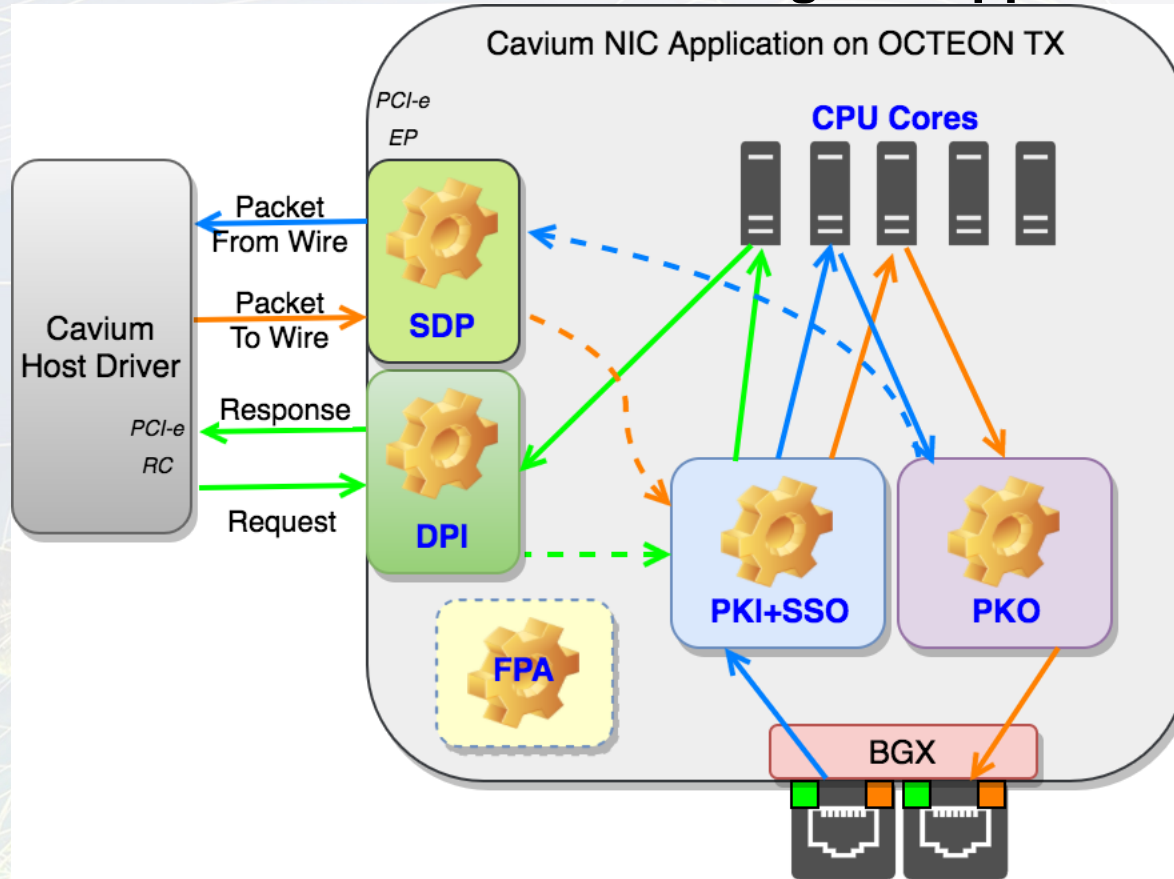 Cavium NIC Application on OCTEON TX
PCI-e
EP
CPU Cores
Packet
From Wire
SDP
Packet
To Wire
Cavium
Host Driver
PCI-e
RC
Response
Request
DPI
PKI+SSO
PKO
FPA
BGX